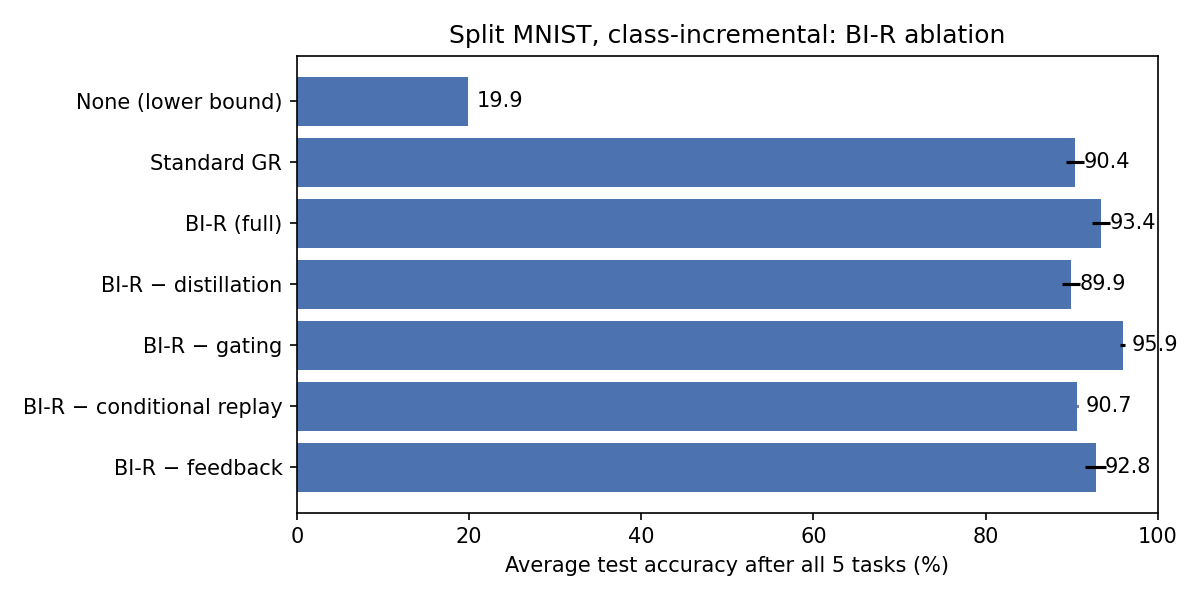 Split MNIST, class-incremental: BI-R ablation
None (lower bound)
19.9
Standard GR
90.4
BI-R (full)
93.4
BI-R − distillation
89.9
BI-R − gating
95.9
BI-R − conditional replay
90.7
BI-R − feedback
92.8
0 20 40 60 80 100
Average test accuracy after all 5 tasks (%)